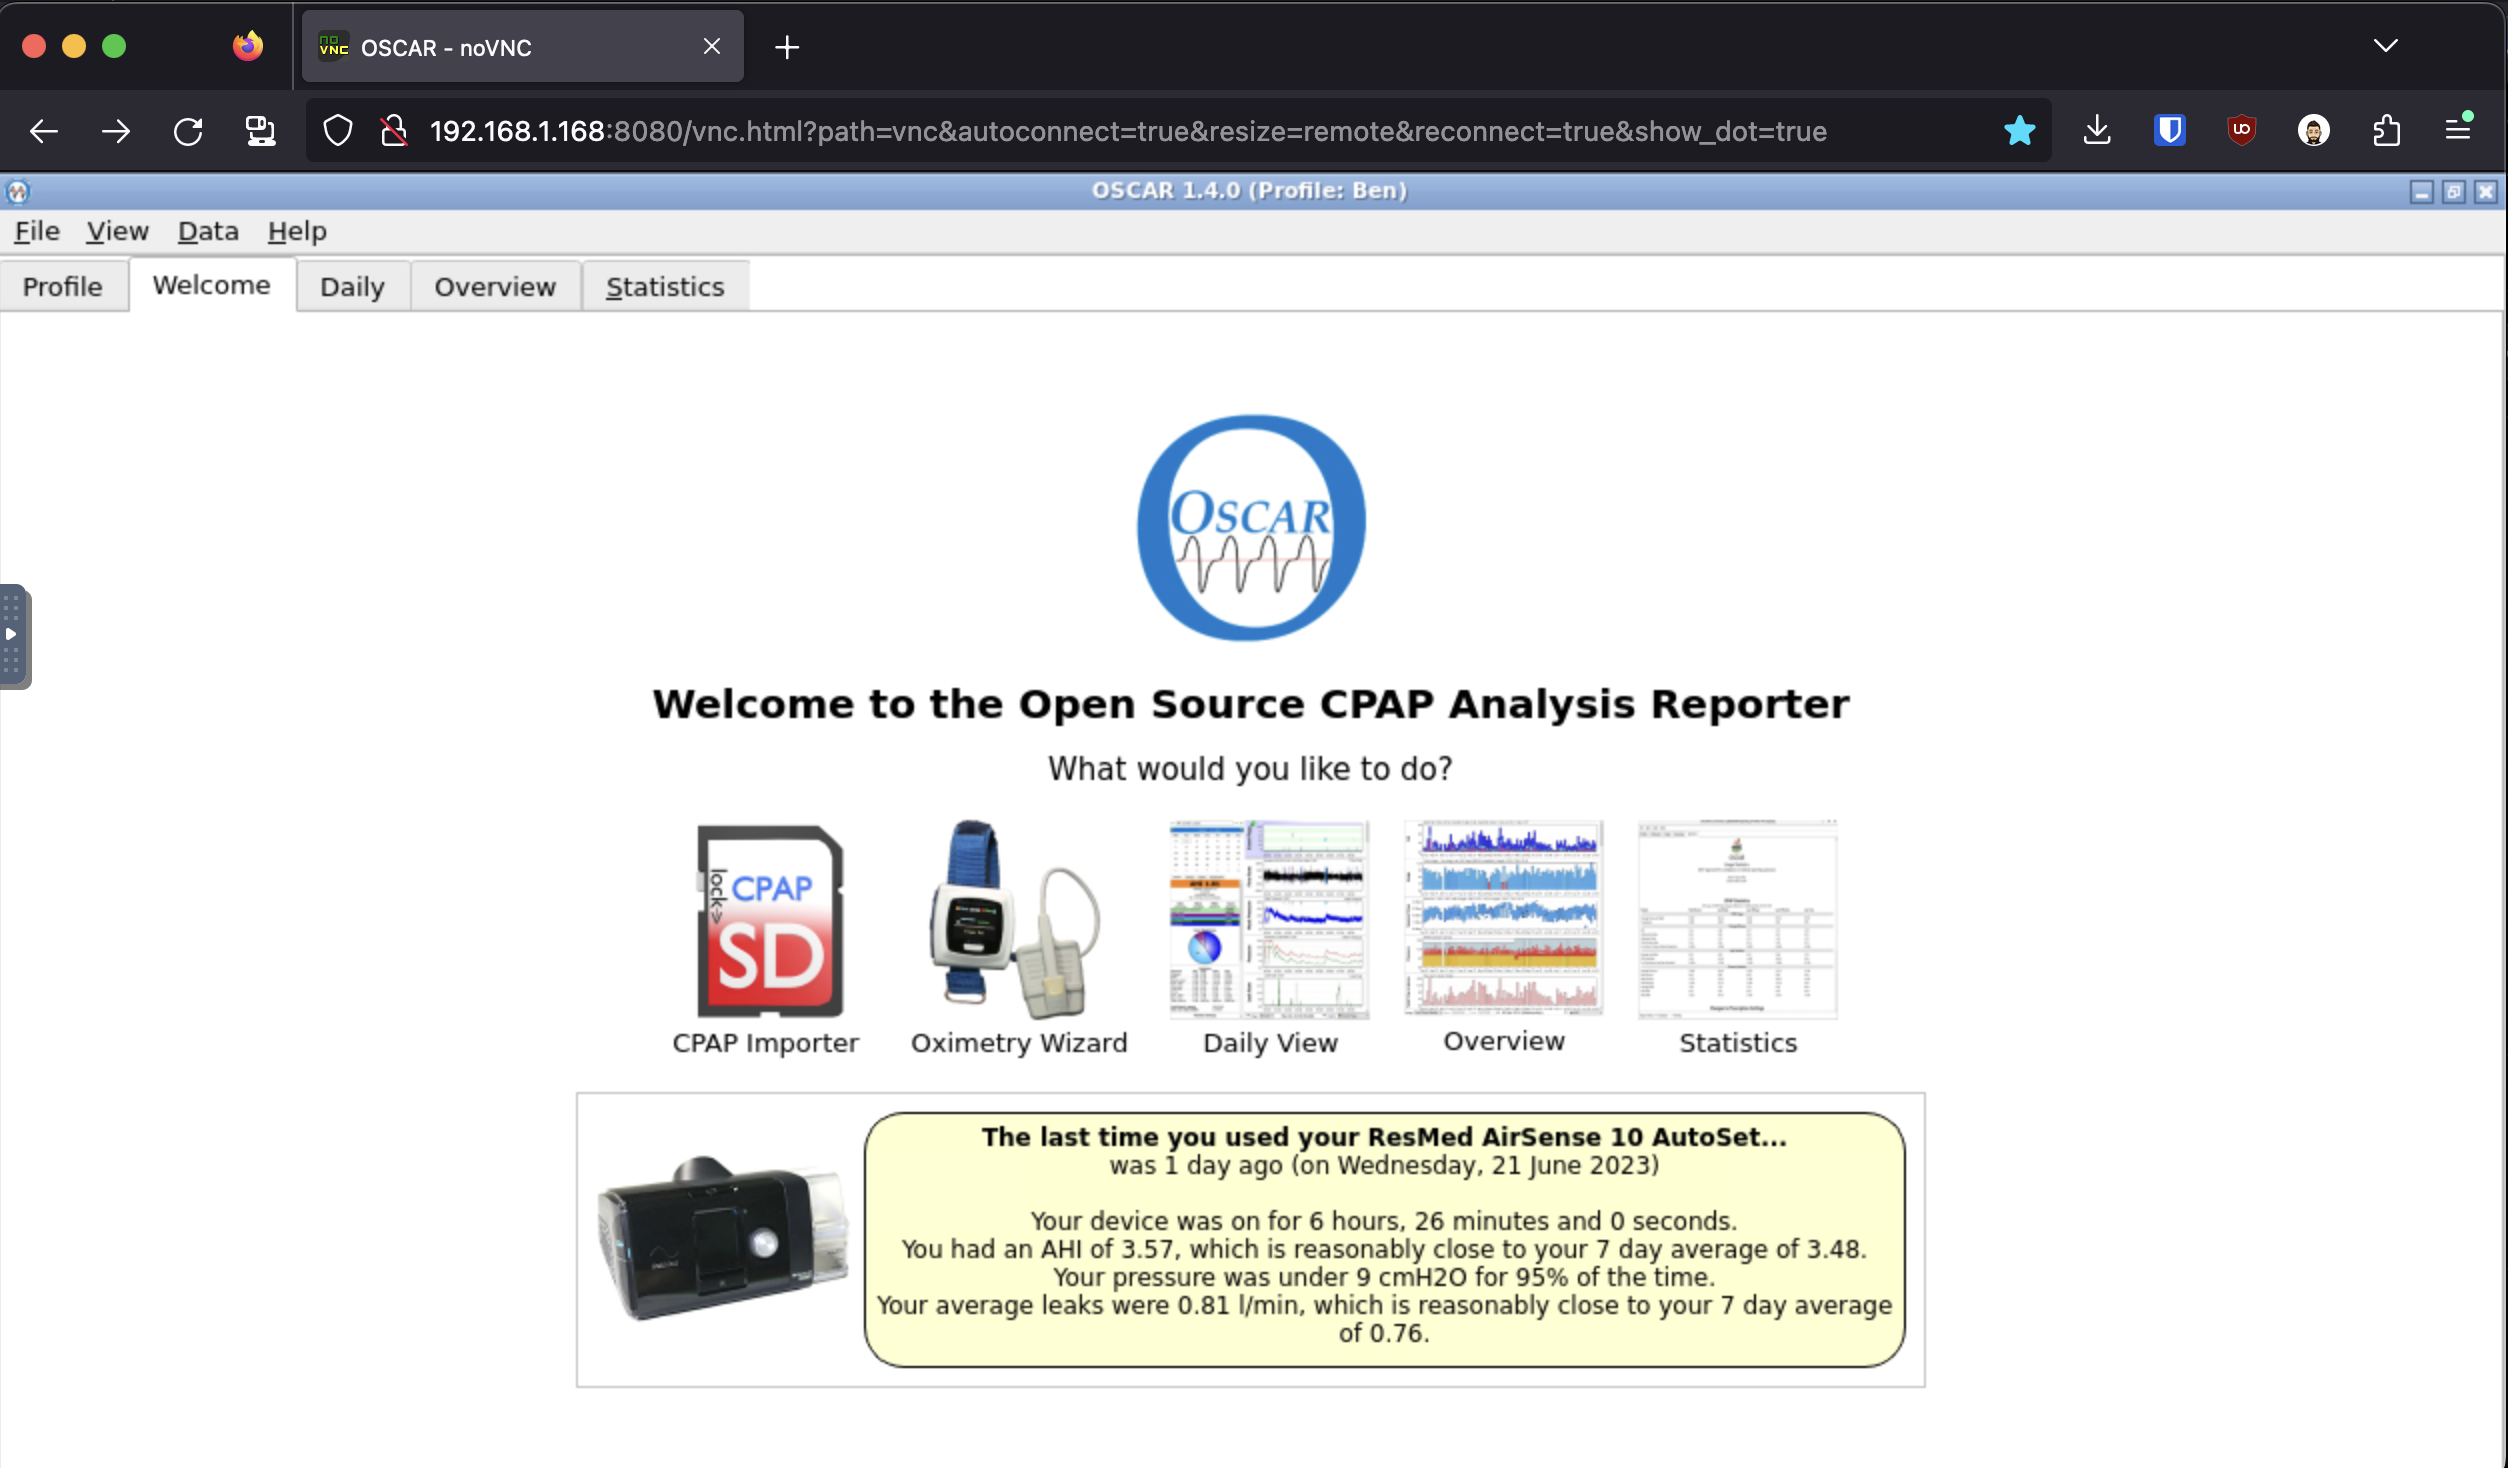 OSCAR - noVNC
192.168.1.168:8080/vnc.html?path=vnc&autoconnect=true&resize=remote&reconnect=true&show_dot=true
OSCAR 1.4.0 (Profile: Ben)
File View Data Help
Profile Welcome Daily Overview Statistics
OSCAR
Welcome to the Open Source CPAP Analysis Reporter
What would you like to do?
lock->
CPAP
SD
CPAP Importer Oximetry Wizard Daily View Overview Statistics
The last time you used your ResMed AirSense 10 AutoSet...
was 1 day ago (on Wednesday, 21 June 2023)
Your device was on for 6 hours, 26 minutes and 0 seconds.
You had an AHI of 3.57, which is reasonably close to your 7 day average of 3.48.
Your pressure was under 9 cmH2O for 95% of the time.
Your average leaks were 0.81 l/min, which is reasonably close to your 7 day average
of 0.76.